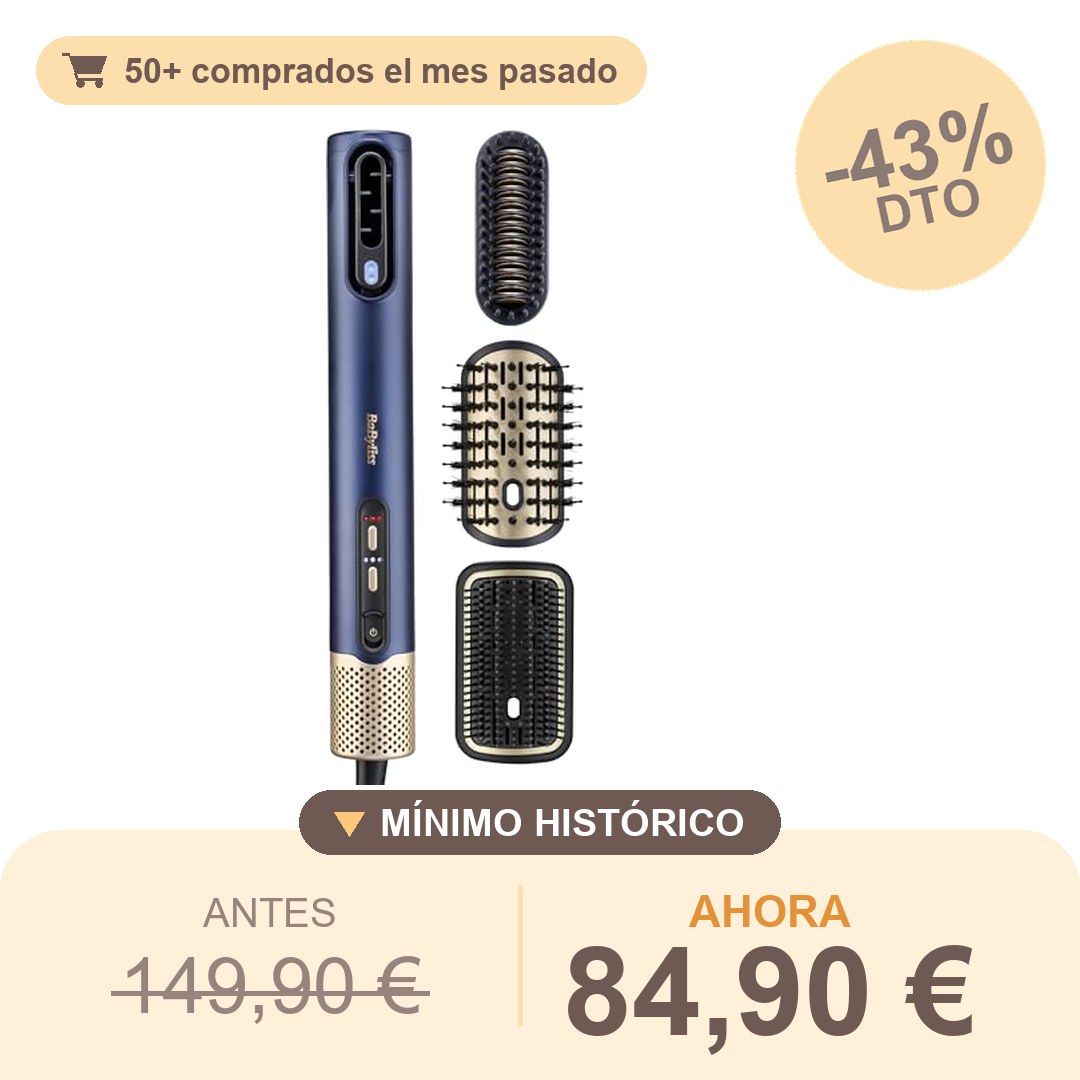 50+ comprados el mes pasado
-43%
DTO
BaByliss
MÍNIMO HISTÓRICO
ANTES
149,90 €
AHORA
84,90 €